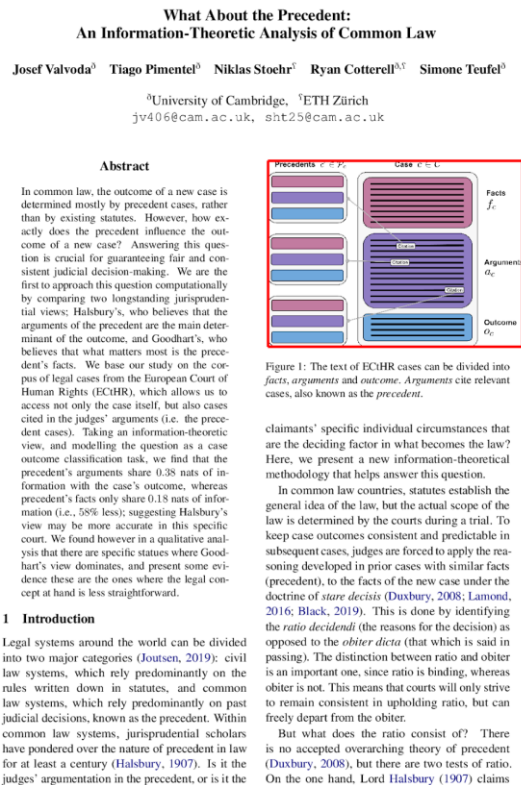 What About the Precedent:
An Information-Theoretic Analysis of Common Law
Josef Valvodaᶞ Tiago Pimentelᶞ Niklas Stoehrˤ Ryan Cotterellᶞ,ˤ Simone Teufelᶞ
ᶞUniversity of Cambridge, ˤETH Zürich
jv406@cam.ac.uk, sht25@cam.ac.uk
Abstract
In common law, the outcome of a new case is
determined mostly by precedent cases, rather
than by existing statutes. However, how ex-
actly does the precedent influence the out-
come of a new case? Answering this ques-
tion is crucial for guaranteeing fair and con-
sistent judicial decision-making. We are the
first to approach this question computationally
by comparing two longstanding jurispruden-
tial views; Halsbury's, who believes that the
arguments of the precedent are the main deter-
minant of the outcome, and Goodhart's, who
believes that what matters most is the prece-
dent's facts. We base our study on the cor-
pus of legal cases from the European Court of
Human Rights (ECtHR), which allows us to
access not only the case itself, but also cases
cited in the judges' arguments (i.e. the prece-
dent cases). Taking an information-theoretic
view, and modelling the question as a case
outcome classification task, we find that the
precedent's arguments share 0.38 nats of in-
formation with the case's outcome, whereas
precedent's facts only share 0.18 nats of infor-
mation (i.e., 58% less); suggesting Halsbury's
view may be more accurate in this specific
court. We found however in a qualitative anal-
ysis that there are specific statues where Good-
hart's view dominates, and present some evi-
dence these are the ones where the legal con-
cept at hand is less straightforward.
1 Introduction
Legal systems around the world can be divided
into two major categories (Joutsen, 2019): civil
law systems, which rely predominantly on the
rules written down in statutes, and common
law systems, which rely predominantly on past
judicial decisions, known as the precedent. Within
common law systems, jurisprudential scholars
have pondered over the nature of precedent in law
for at least a century (Halsbury, 1907). Is it the
judges' argumentation in the precedent, or is it the
Precedents c' ∈ P_c Case c ∈ C
Facts
f_c
Citation
Citation
Arguments
a_c
Citation
Outcome
o_c
Figure 1: The text of ECtHR cases can be divided into
facts, arguments and outcome. Arguments cite relevant
cases, also known as the precedent.
claimants' specific individual circumstances that
are the deciding factor in what becomes the law?
Here, we present a new information-theoretical
methodology that helps answer this question.
In common law countries, statutes establish the
general idea of the law, but the actual scope of the
law is determined by the courts during a trial. To
keep case outcomes consistent and predictable in
subsequent cases, judges are forced to apply the rea-
soning developed in prior cases with similar facts
(precedent), to the facts of the new case under the
doctrine of stare decisis (Duxbury, 2008; Lamond,
2016; Black, 2019). This is done by identifying
the ratio decidendi (the reasons for the decision) as
opposed to the obiter dicta (that which is said in
passing). The distinction between ratio and obiter
is an important one, since ratio is binding, whereas
obiter is not. This means that courts will only strive
to remain consistent in upholding ratio, but can
freely depart from the obiter.
But what does the ratio consist of? There
is no accepted overarching theory of precedent
(Duxbury, 2008), but there are two tests of ratio.
On the one hand, Lord Halsbury (1907) claims